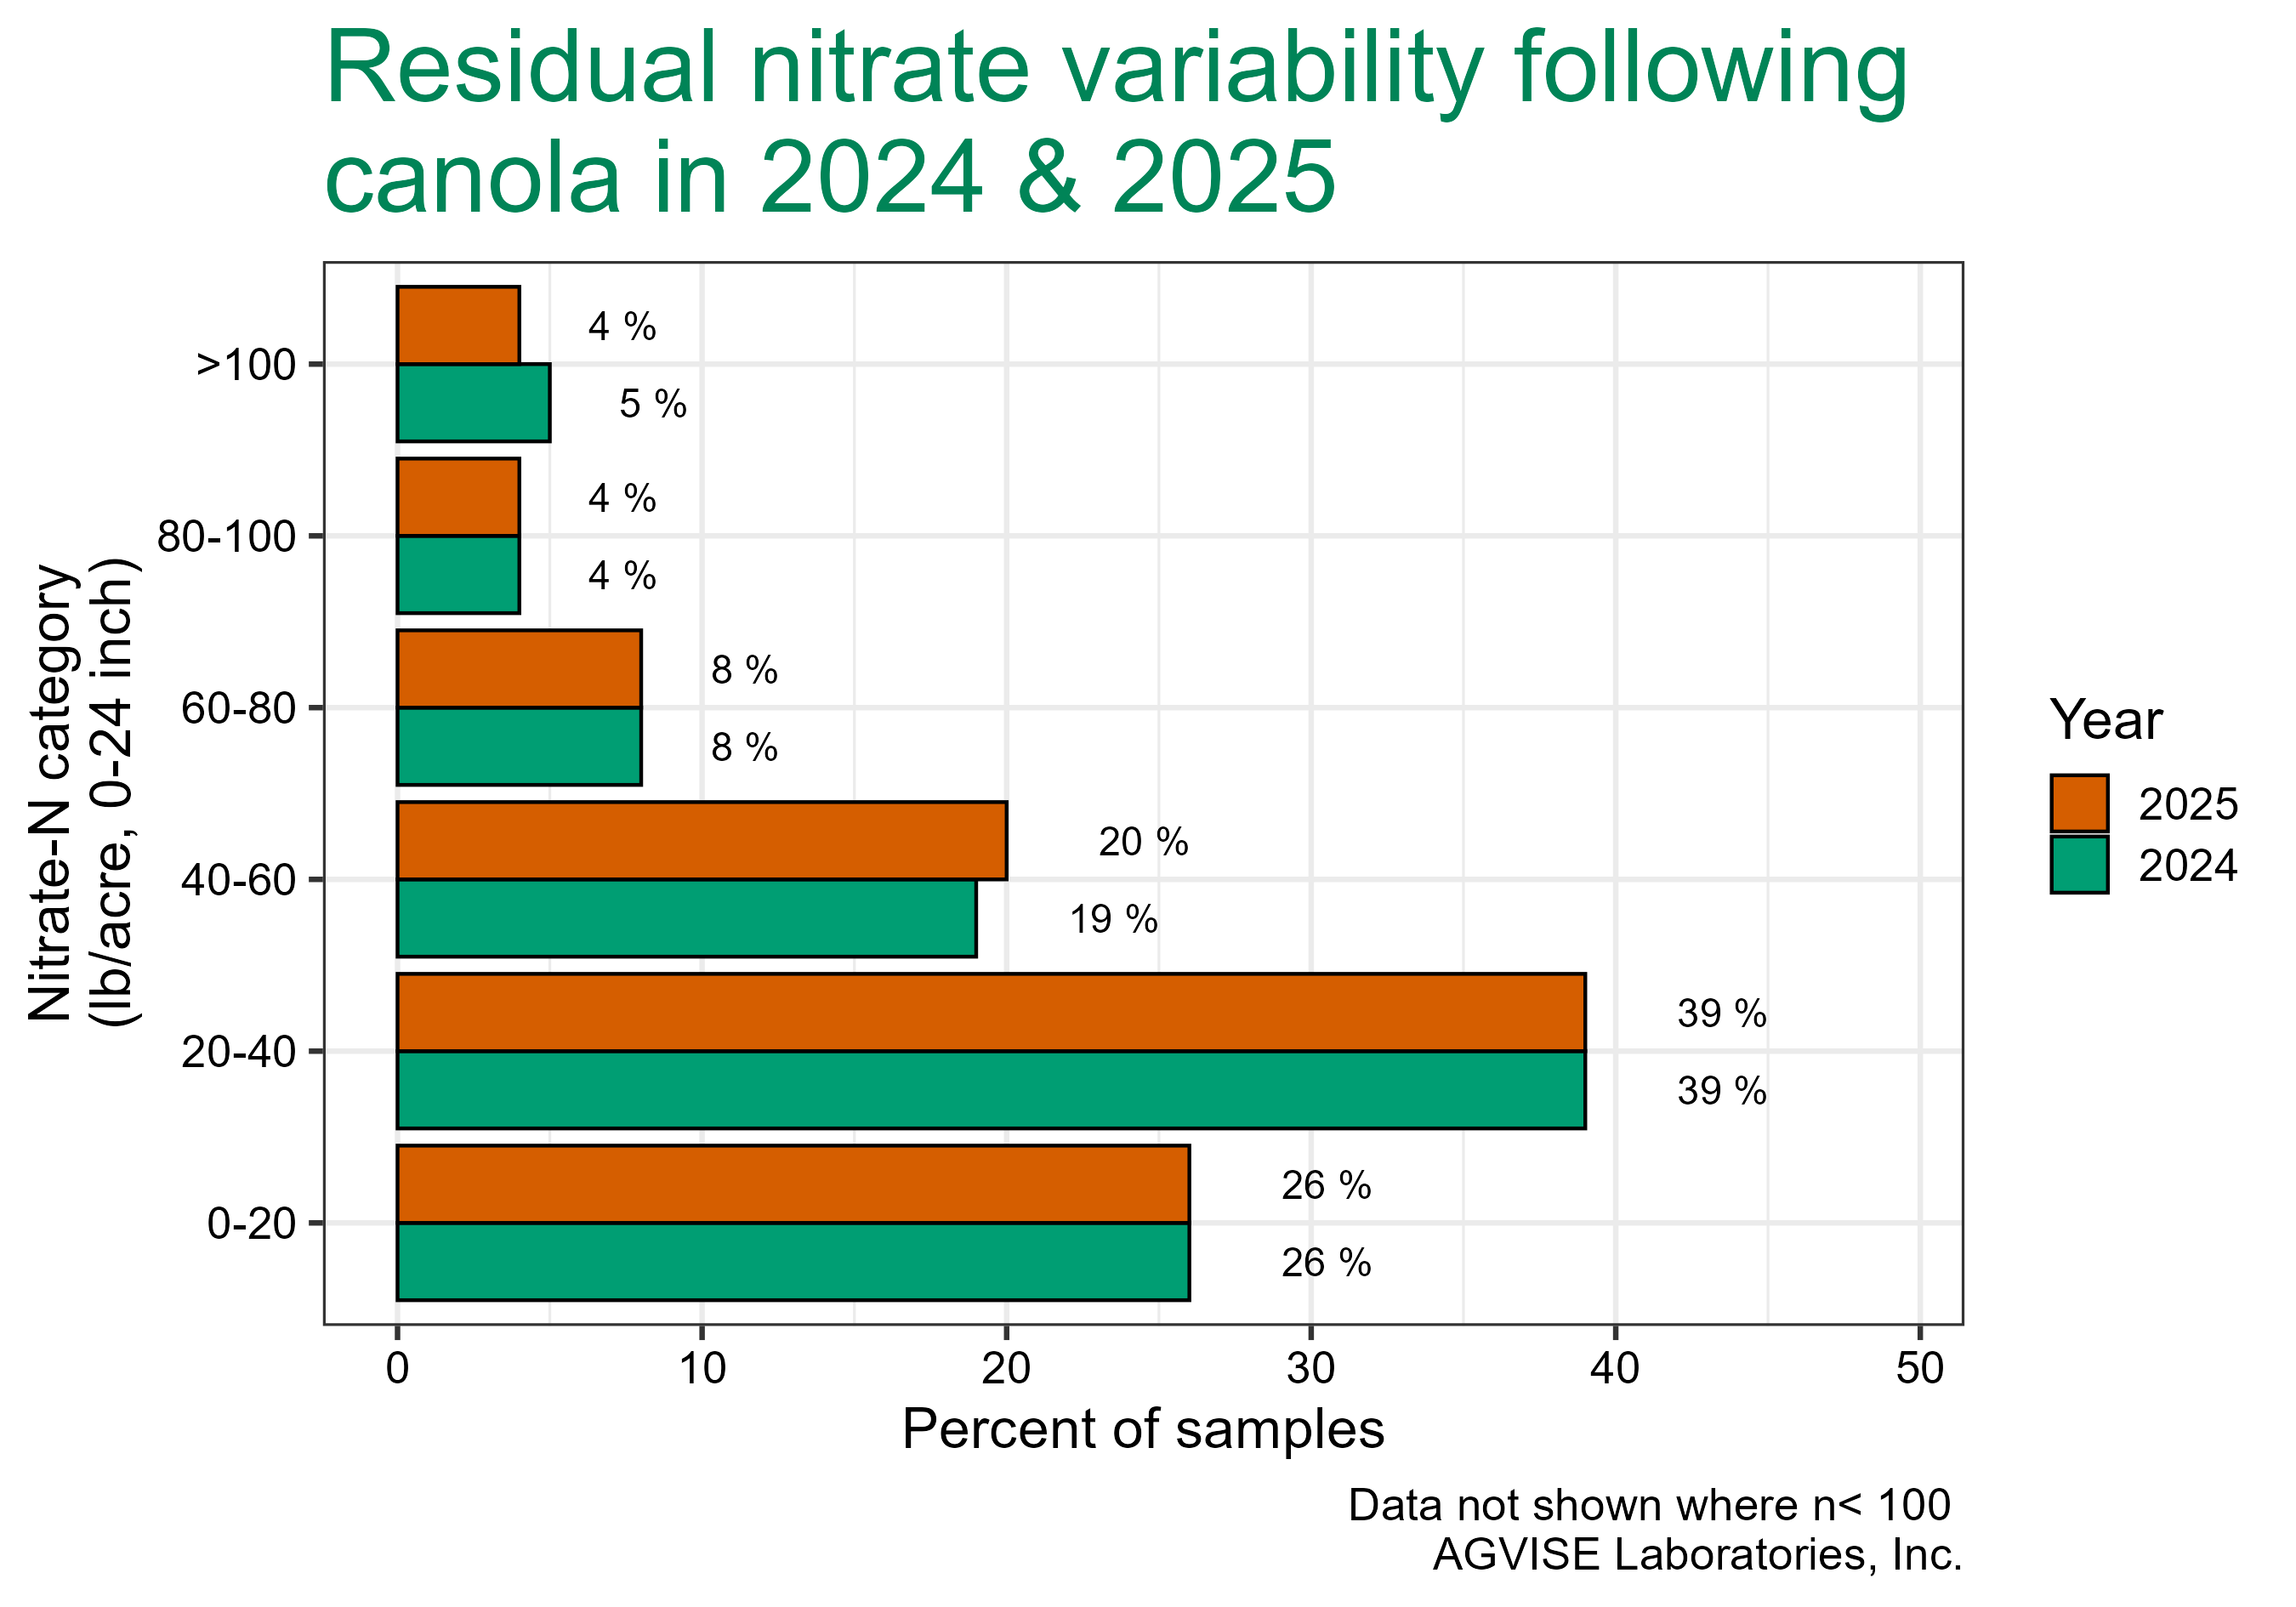 Residual nitrate variability following
canola in 2024 & 2025
Nitrate-N category
(lb/acre, 0-24 inch)
>100
4 %
5 %
80-100
4 %
4 %
60-80
8 %
8 %
40-60
20 %
19 %
20-40
39 %
39 %
0-20
26 %
26 %
0 10 20 30 40 50
Percent of samples
Year
2025
2024
Data not shown where n< 100
AGVISE Laboratories, Inc.